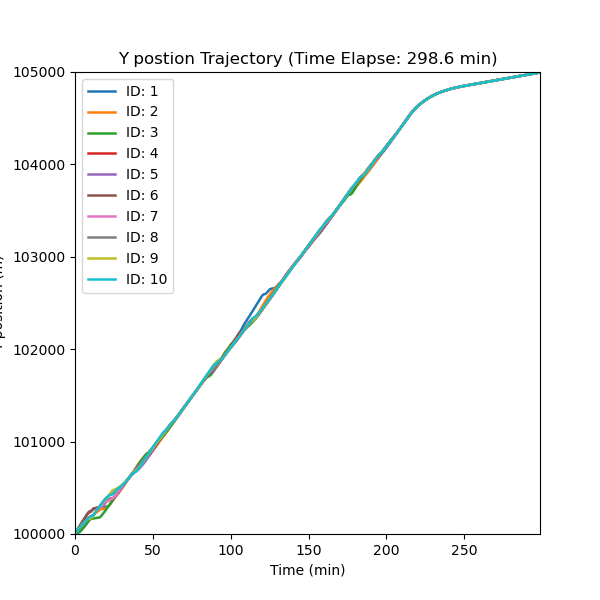 Y postion Trajectory (Time Elapse: 298.6 min)
105000
104000
103000
102000
101000
100000
ID: 1
ID: 2
ID: 3
ID: 4
ID: 5
ID: 6
ID: 7
ID: 8
ID: 9
ID: 10
0
50
100
150
200
250
Time (min)